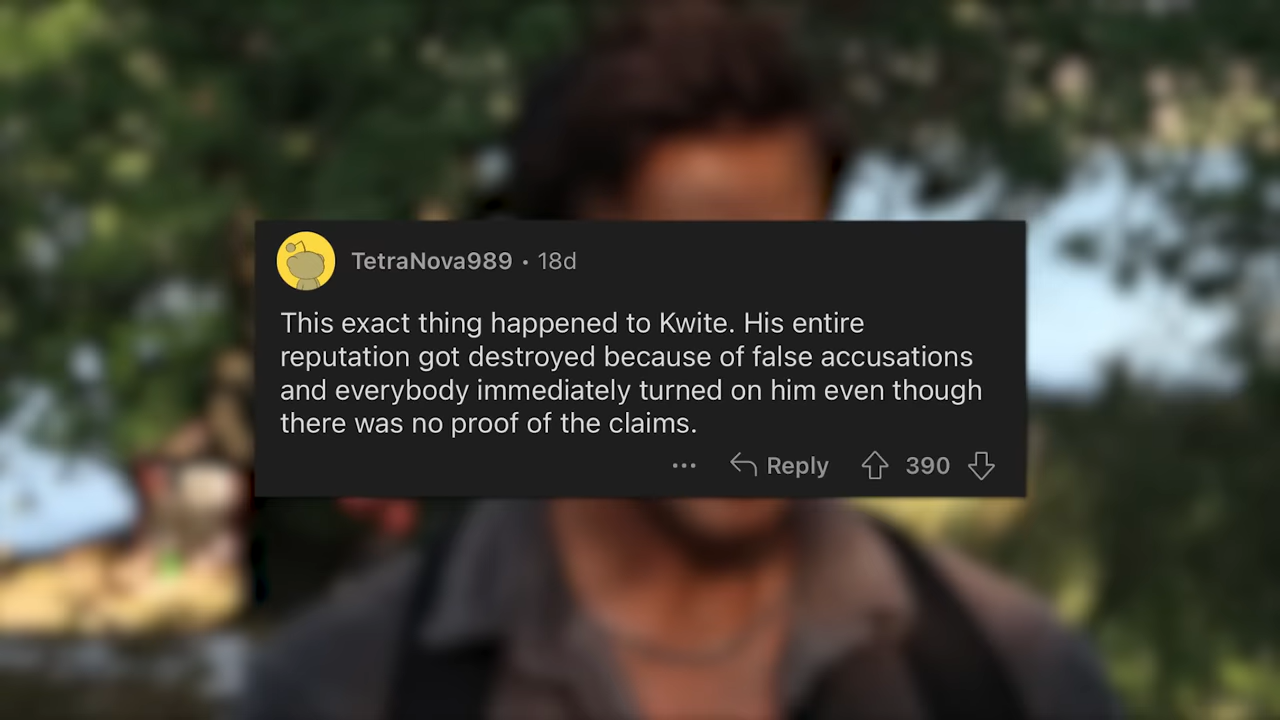 TetraNova989 · 18d
This exact thing happened to Kwite. His entire
reputation got destroyed because of false accusations
and everybody immediately turned on him even though
there was no proof of the claims.
... Reply 390